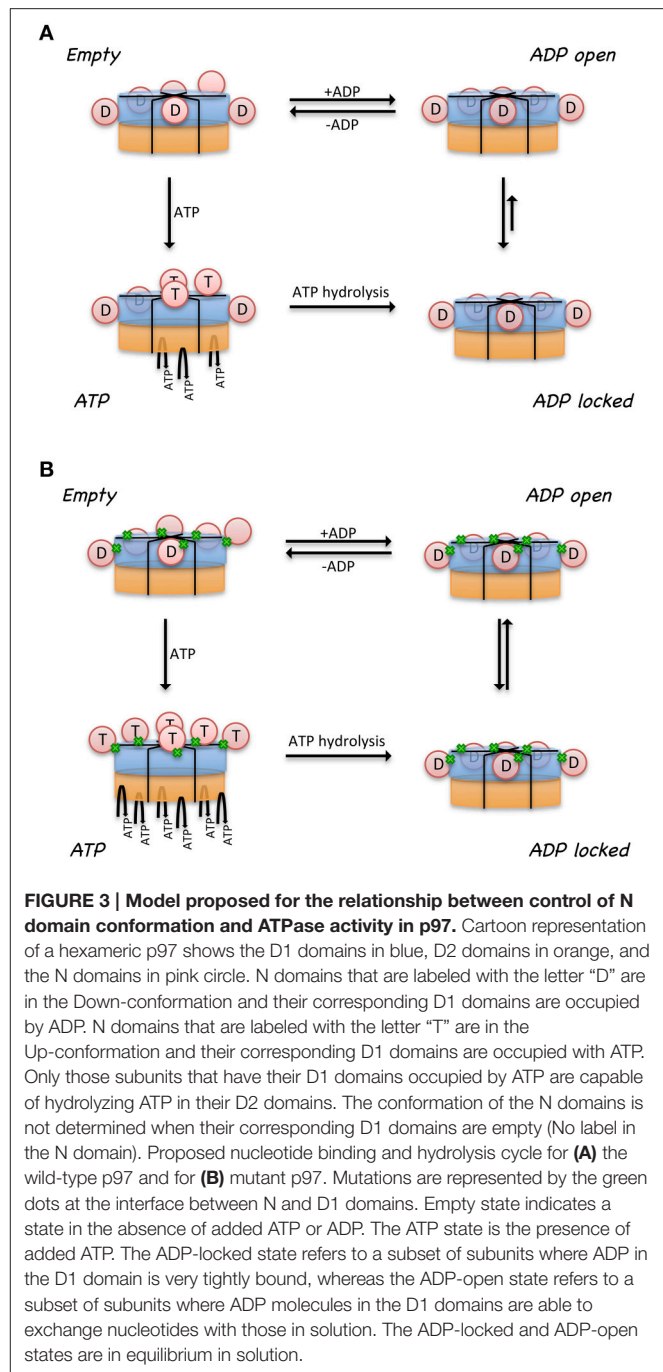 A
Empty
ADP open
D D D D
+ADP
-ADP
D D D D D
ATP
D D T T T D
ATP hydrolysis
D D D D D
ATP ATP ATP
ATP
ADP locked
B
Empty
ADP open
D D
+ADP
-ADP
D D D D D
ATP
T T T T T T
ATP hydrolysis
D D D D D
ATP ATP ATP ATP ATP ATP
ATP
ADP locked
FIGURE 3 | Model proposed for the relationship between control of N
domain conformation and ATPase activity in p97. Cartoon representation
of a hexameric p97 shows the D1 domains in blue, D2 domains in orange, and
the N domains in pink circle. N domains that are labeled with the letter “D” are
in the Down-conformation and their corresponding D1 domains are occupied
by ADP. N domains that are labeled with the letter “T” are in the
Up-conformation and their corresponding D1 domains are occupied with ATP.
Only those subunits that have their D1 domains occupied by ATP are capable
of hydrolyzing ATP in their D2 domains. The conformation of the N domains is
not determined when their corresponding D1 domains are empty (No label in
the N domain). Proposed nucleotide binding and hydrolysis cycle for (A) the
wild-type p97 and for (B) mutant p97. Mutations are represented by the green
dots at the interface between N and D1 domains. Empty state indicates a
state in the absence of added ATP or ADP. The ATP state is the presence of
added ATP. The ADP-locked state refers to a subset of subunits where ADP in
the D1 domain is very tightly bound, whereas the ADP-open state refers to a
subset of subunits where ADP molecules in the D1 domains are able to
exchange nucleotides with those in solution. The ADP-locked and ADP-open
states are in equilibrium in solution.